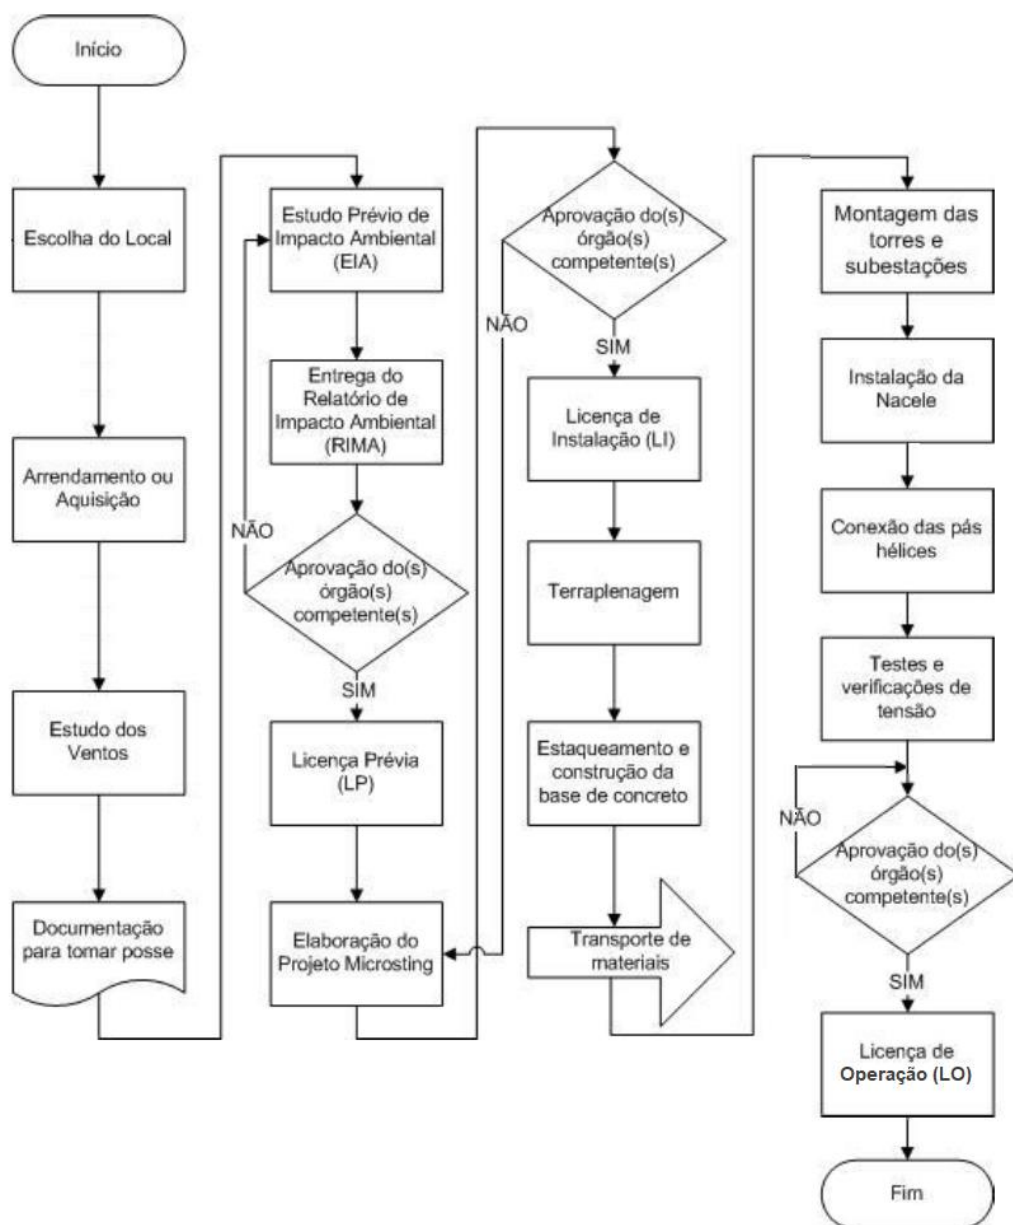 Início
Escolha do Local
Arrendamento ou
Aquisição
Estudo dos
Ventos
Documentação
para tomar posse
Estudo Prévio de
Impacto Ambiental
(EIA)
Entrega do
Relatório de
Impacto Ambiental
(RIMA)
NÃO
Aprovação do(s)
órgão(s)
competente(s)
SIM
Licença Prévia
(LP)
Elaboração do
Projeto Microsting
Aprovação do(s)
órgão(s)
competente(s)
NÃO
SIM
Licença de
Instalação (LI)
Terraplenagem
Estaqueamento e
construção da
base de concreto
Transporte de
materiais
Montagem das
torres e
subestações
Instalação da
Nacele
Conexão das pás
hélices
Testes e
verificações de
tensão
NÃO
Aprovação do(s)
órgão(s)
competente(s)
SIM
Licença de
Operação (LO)
Fim